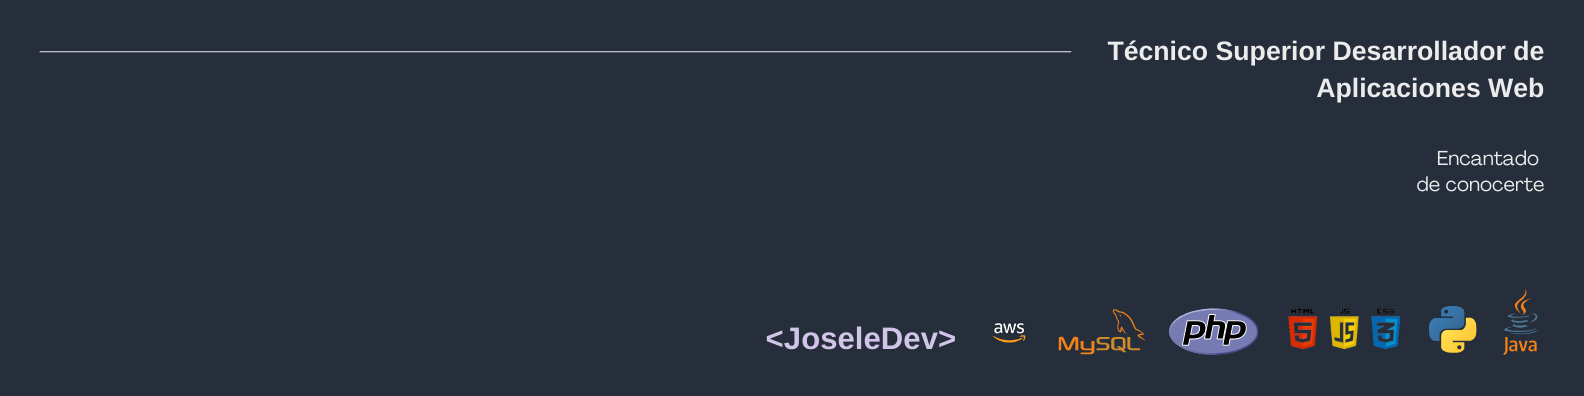 Técnico Superior Desarrollador de
Aplicaciones Web
Encantado
de conocerte
<JoseleDev>
aws
MySQL
php
HTML
5
JS
JS
CSS
3
Java